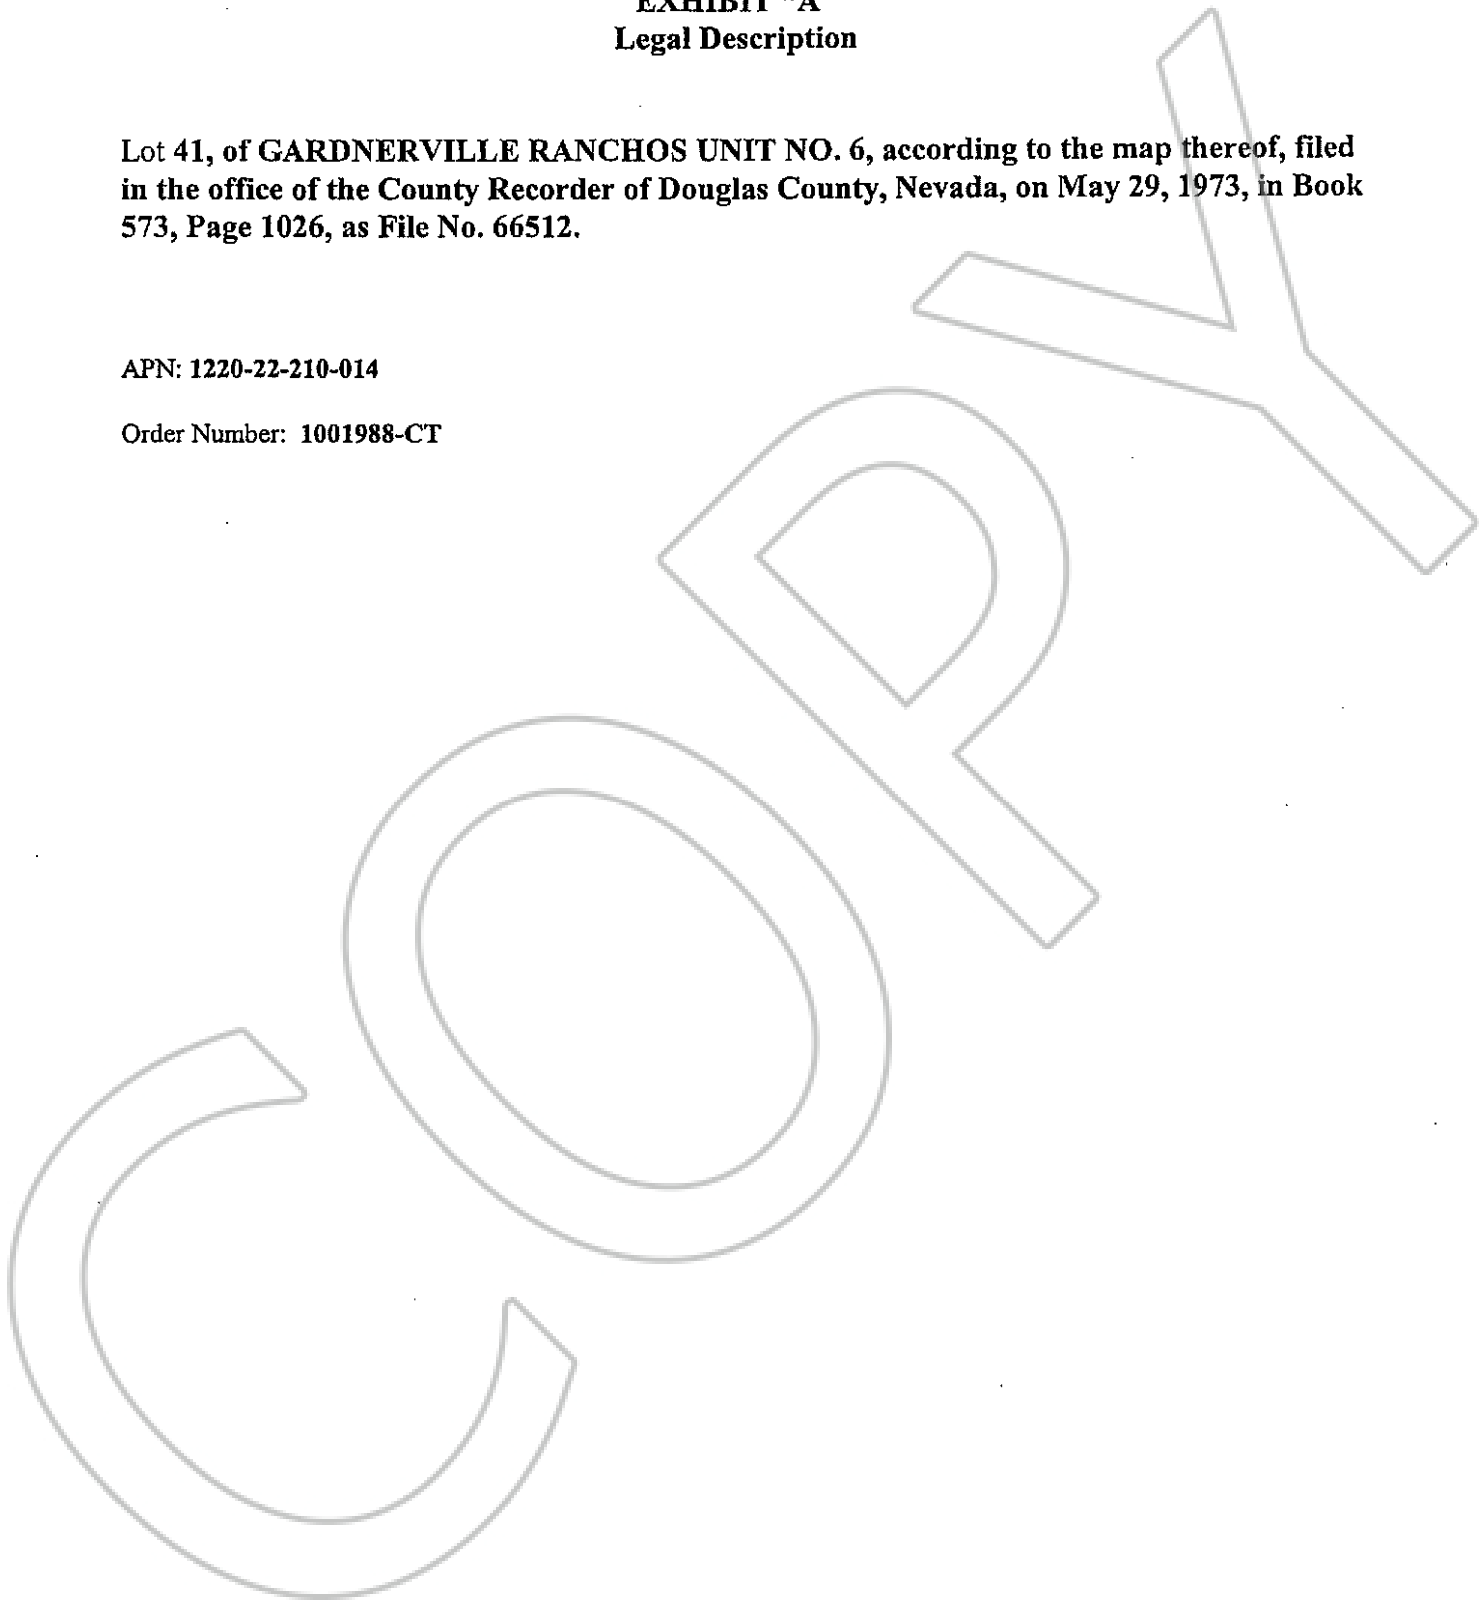 EXHIBIT "A
Legal Description
Lot 41, of GARDNERVILLE RANCHOS UNIT NO. 6, according to the map thereof, filed
in the office of the County Recorder of Douglas County, Nevada, on May 29, 1973, in Book
573, Page 1026, as File No. 66512.
APN: 1220-22-210-014
Order Number: 1001988-CT
COPY